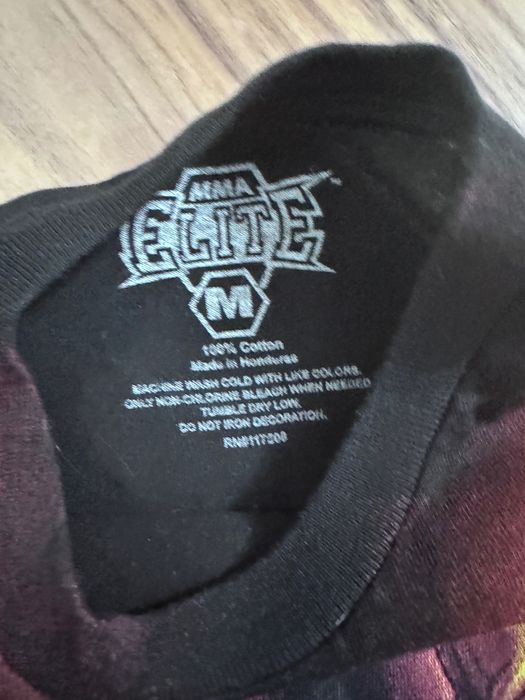 MMA
ELITE
M
100% Cotton
Made in Honduras
MACHINE WASH COLD WITH LIKE COLORS.
ONLY NON-CHLORINE BLEACH WHEN NEEDED
TUMBLE DRY LOW.
DO NOT IRON DECORATION.